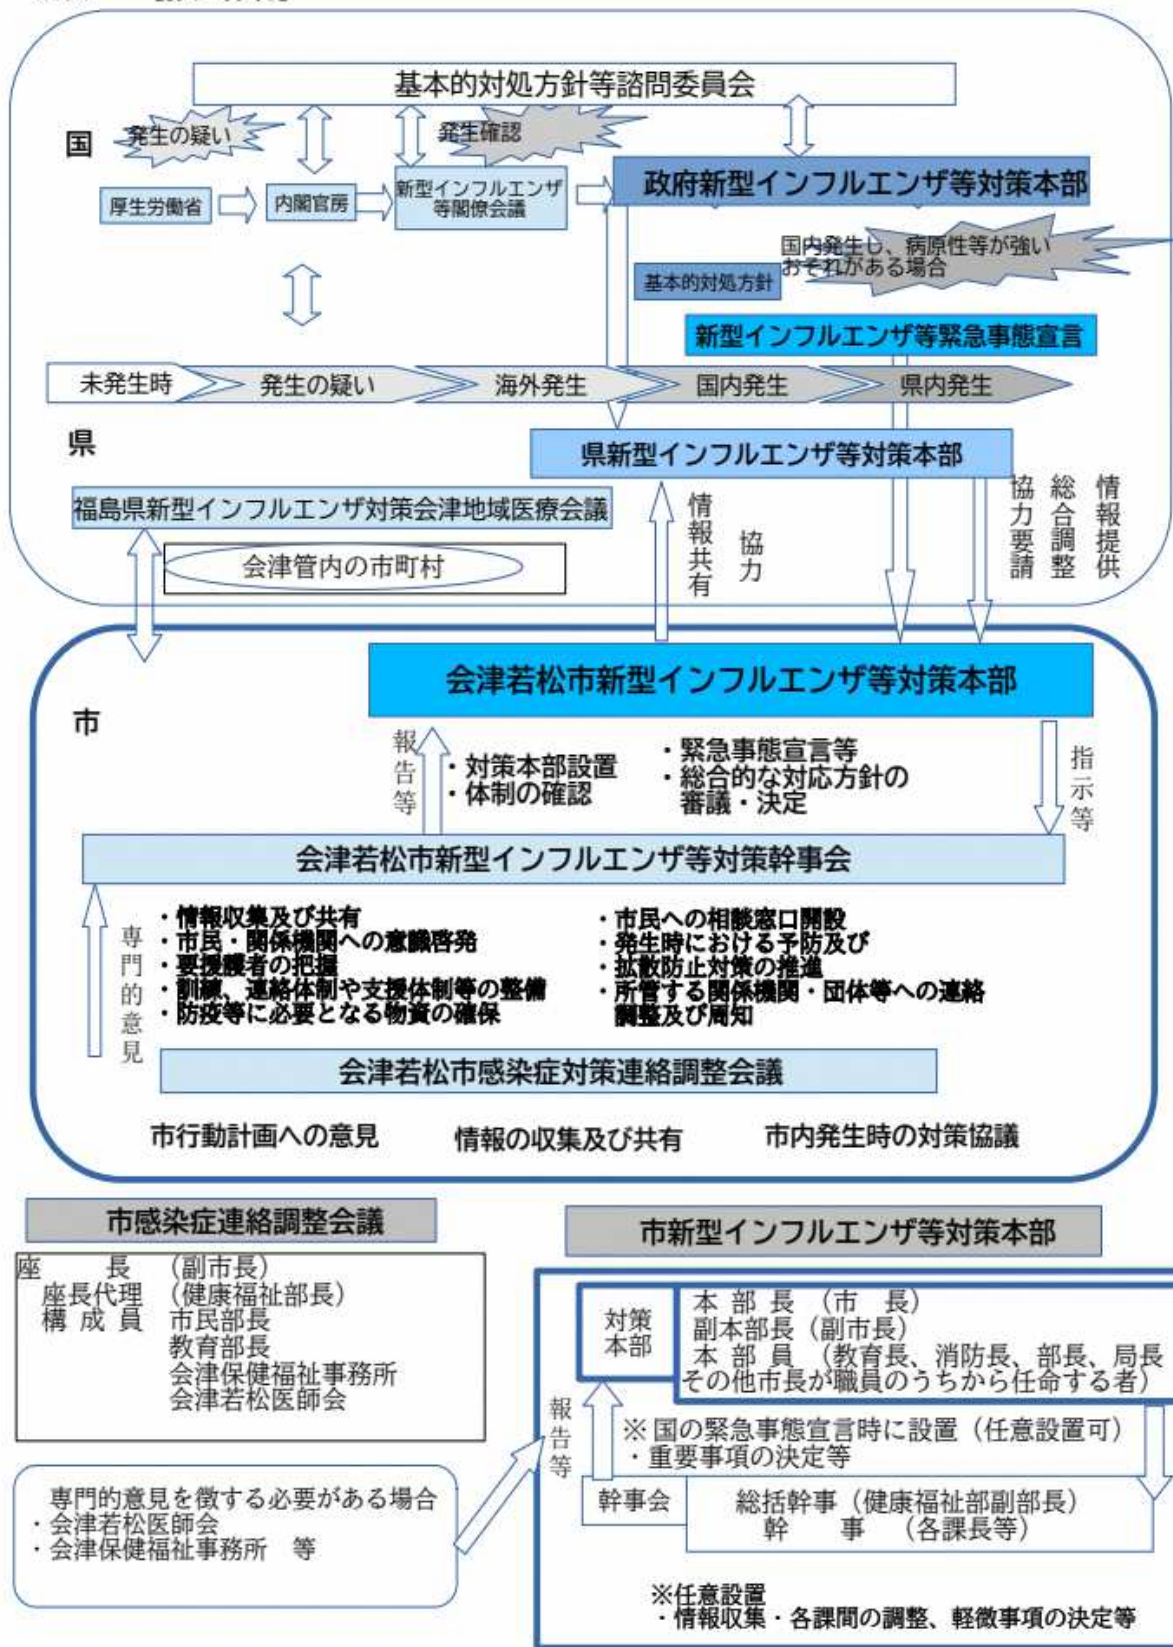 基本的対処方針等諮問委員会
国
発生の疑い
発生確認
厚生労働省
内閣官房
新型インフルエンザ
等閣僚会議
政府新型インフルエンザ等対策本部
国内発生し、病原性等が強い
おそれがある場合
基本的対処方針
新型インフルエンザ等緊急事態宣言
未発生時
発生の疑い
海外発生
国内発生
県内発生
県
県新型インフルエンザ等対策本部
福島県新型インフルエンザ対策会津地域医療会議
会津管内の市町村
情報共有
協力
協力要請
総合調整
情報提供
会津若松市新型インフルエンザ等対策本部
市
報告等
・対策本部設置
・体制の確認
・緊急事態宣言等
・総合的な対応方針の
審議・決定
指示等
会津若松市新型インフルエンザ等対策幹事会
専門的意見
・情報収集及び共有
・市民・関係機関への意識啓発
・要援護者の把握
・訓練、連絡体制や支援体制等の整備
・防疫等に必要となる物資の確保
・市民への相談窓口開設
・発生時における予防及び
・拡散防止対策の推進
・所管する関係機関・団体等への連絡
調整及び周知
会津若松市感染症対策連絡調整会議
市行動計画への意見
情報の収集及び共有
市内発生時の対策協議
市感染症連絡調整会議
座　　長　（副市長）
座長代理　（健康福祉部長）
構 成 員　市民部長
教育部長
会津保健福祉事務所
会津若松医師会
専門的意見を徴する必要がある場合
・会津若松医師会
・会津保健福祉事務所　等
市新型インフルエンザ等対策本部
対策
本部
本 部 長 （市　長）
副本部長（副市長）
本 部 員 （教育長、消防長、部長、局長
その他市長が職員のうちから任命する者）
報告等
※国の緊急事態宣言時に設置（任意設置可）
・重要事項の決定等
幹事会
総括幹事（健康福祉部副部長）
幹　　事　（各課長等）
※任意設置
・情報収集・各課間の調整、軽微事項の決定等